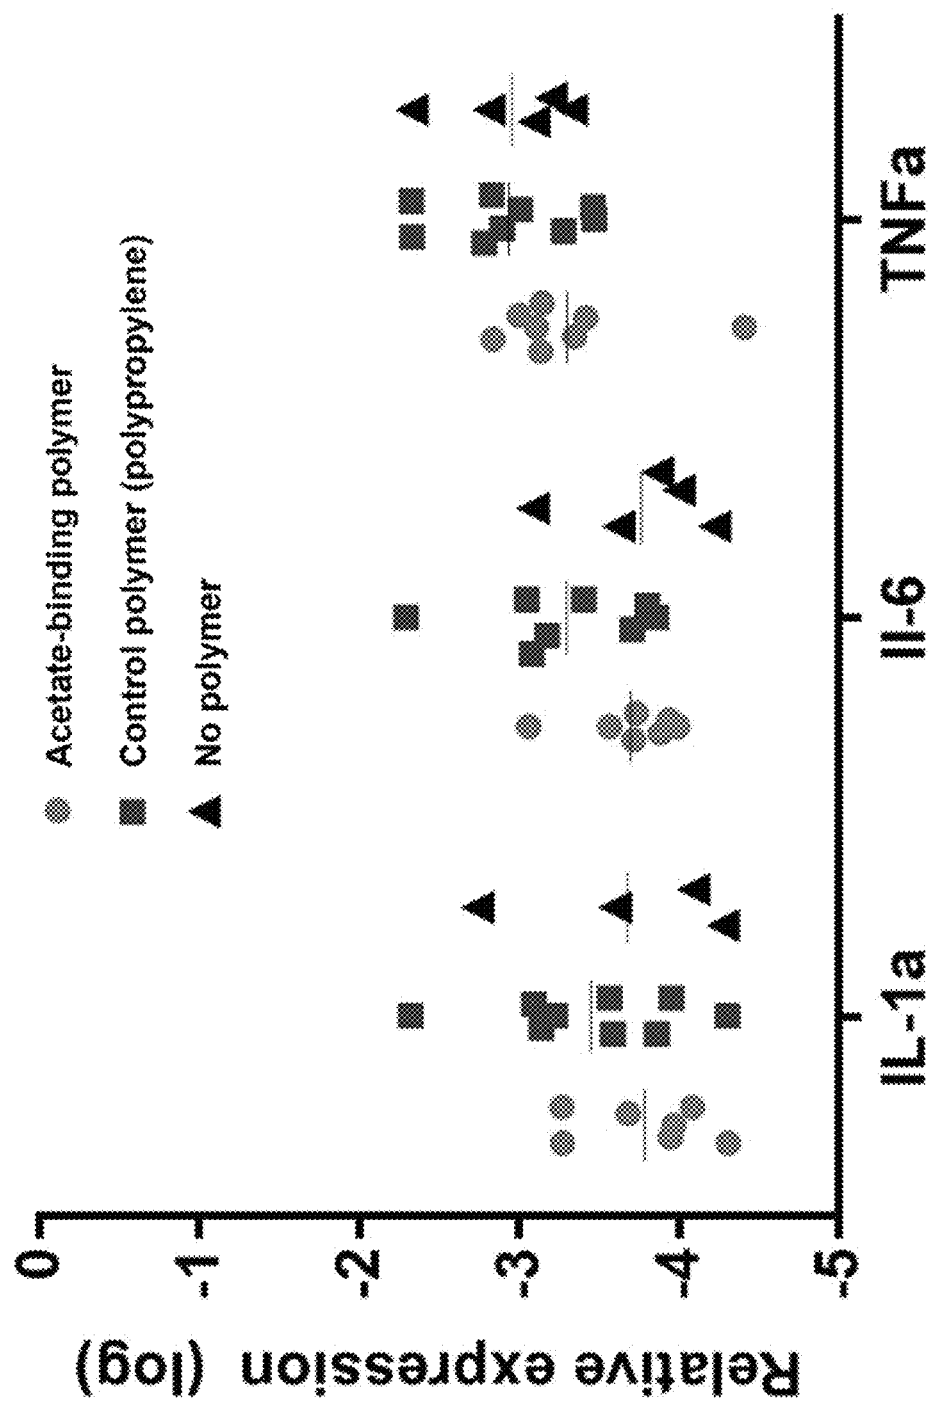 Acetate-binding polymer
Control polymer (polypropylene)
No polymer
Relative expression (log)
0
-1
-2
-3
-4
-5
IL-1a
Il-6
TNFa